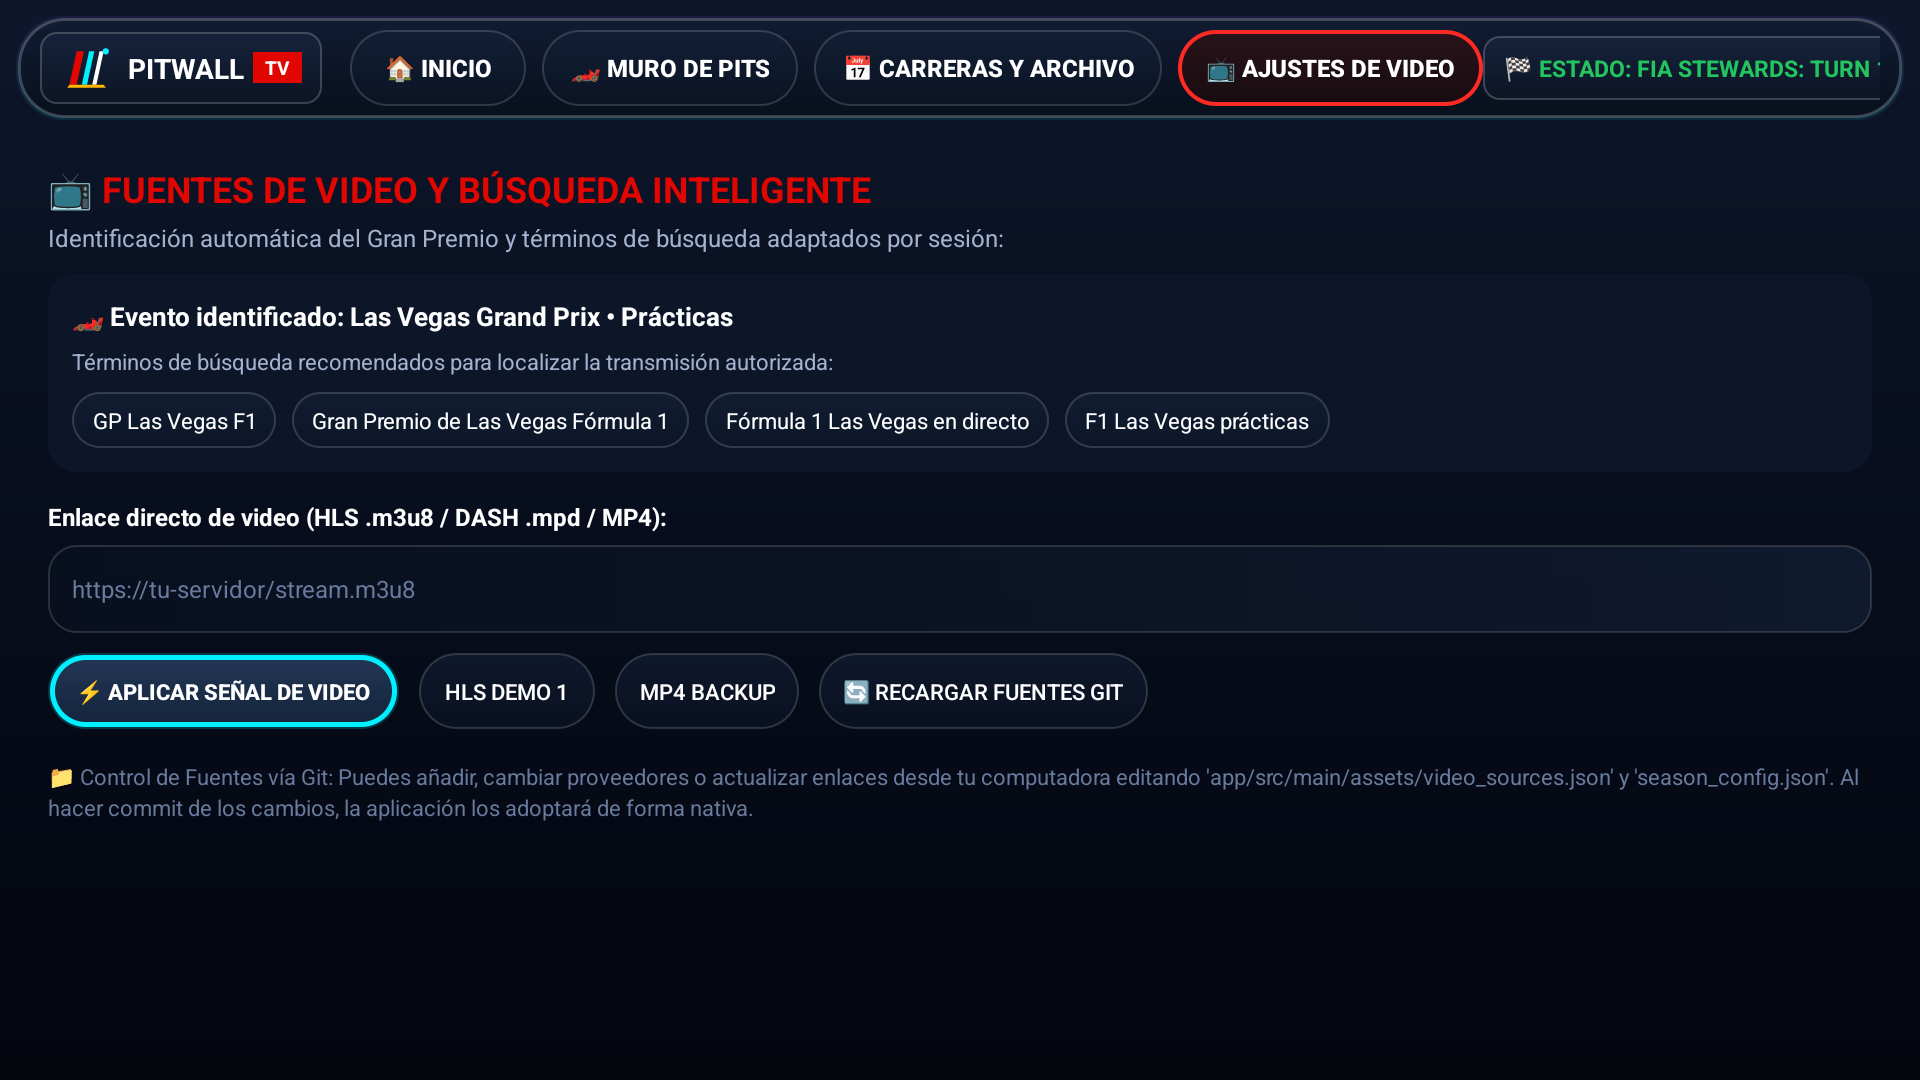 PITWALL TV
🏠 INICIO
🏎️ MURO DE PITS
📅 CARRERAS Y ARCHIVO
📺 AJUSTES DE VIDEO
🏁 ESTADO: FIA STEWARDS: TURN
📺 FUENTES DE VIDEO Y BÚSQUEDA INTELIGENTE
Identificación automática del Gran Premio y términos de búsqueda adaptados por sesión:
🏎️ Evento identificado: Las Vegas Grand Prix • Prácticas
Términos de búsqueda recomendados para localizar la transmisión autorizada:
GP Las Vegas F1
Gran Premio de Las Vegas Fórmula 1
Fórmula 1 Las Vegas en directo
F1 Las Vegas prácticas
Enlace directo de video (HLS .m3u8 / DASH .mpd / MP4):
https://tu-servidor/stream.m3u8
⚡ APLICAR SEÑAL DE VIDEO
HLS DEMO 1
MP4 BACKUP
🔄 RECARGAR FUENTES GIT
📁 Control de Fuentes vía Git: Puedes añadir, cambiar proveedores o actualizar enlaces desde tu computadora editando 'app/src/main/assets/video_sources.json' y 'season_config.json'. Al
hacer commit de los cambios, la aplicación los adoptará de forma nativa.